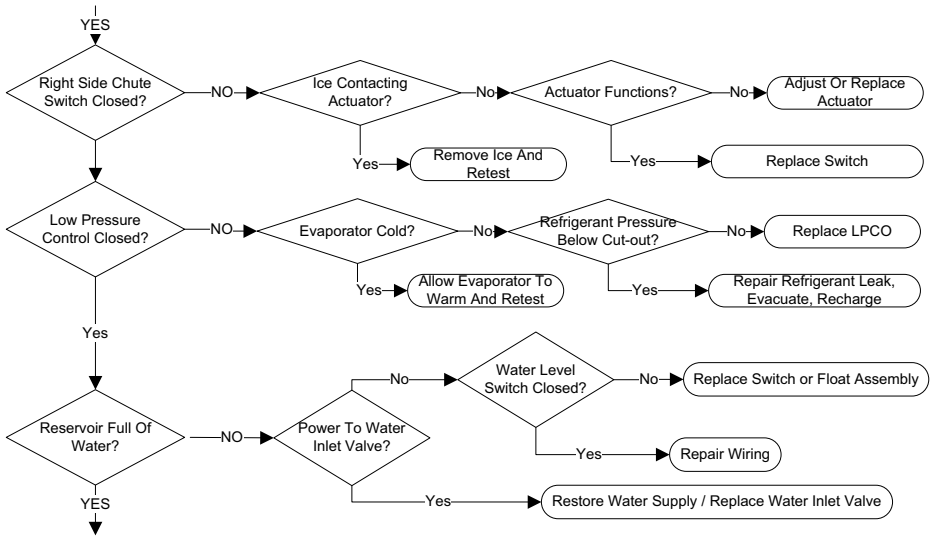 YES
Right Side Chute
Switch Closed?
NO
Ice Contacting
Actuator?
No
Actuator Functions?
No
Adjust Or Replace
Actuator
Yes
Remove Ice And
Retest
Yes
Replace Switch
Low Pressure
Control Closed?
NO
Evaporator Cold?
No
Refrigerant Pressure
Below Cut-out?
No
Replace LPCO
Yes
Allow Evaporator To
Warm And Retest
Yes
Repair Refrigerant Leak,
Evacuate, Recharge
Yes
Reservoir Full Of
Water?
NO
Power To Water
Inlet Valve?
No
Water Level
Switch Closed?
No
Replace Switch or Float Assembly
Yes
Repair Wiring
Yes
Restore Water Supply / Replace Water Inlet Valve
YES